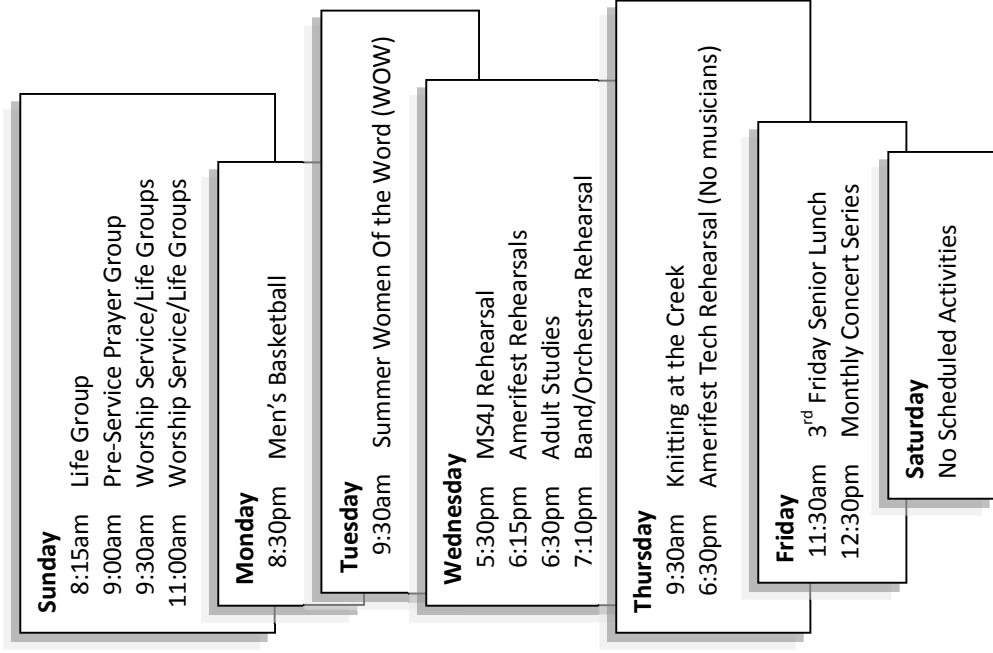 Sunday
8:15am Life Group
9:00am Pre-Service Prayer Group
9:30am Worship Service/Life Groups
11:00am Worship Service/Life Groups
Monday
8:30pm Men’s Basketball
Tuesday
9:30am Summer Women Of the Word (WOW)
Wednesday
5:30pm MS4J Rehearsal
6:15pm Amerifest Rehearsals
6:30pm Adult Studies
7:10pm Band/Orchestra Rehearsal
Thursday
9:30am Knitting at the Creek
6:30pm Amerifest Tech Rehearsal (No musicians)
Friday
11:30am 3rd Friday Senior Lunch
12:30pm Monthly Concert Series
Saturday
No Scheduled Activities